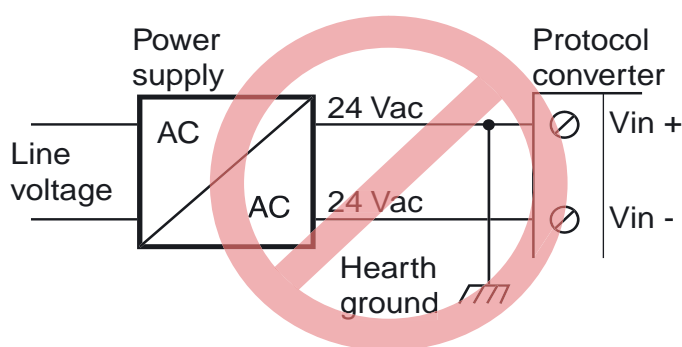 Power
supply
Protocol
converter
24 Vac
Vin +
AC
Line
voltage
AC
24 Vac
Vin -
Hearth
ground